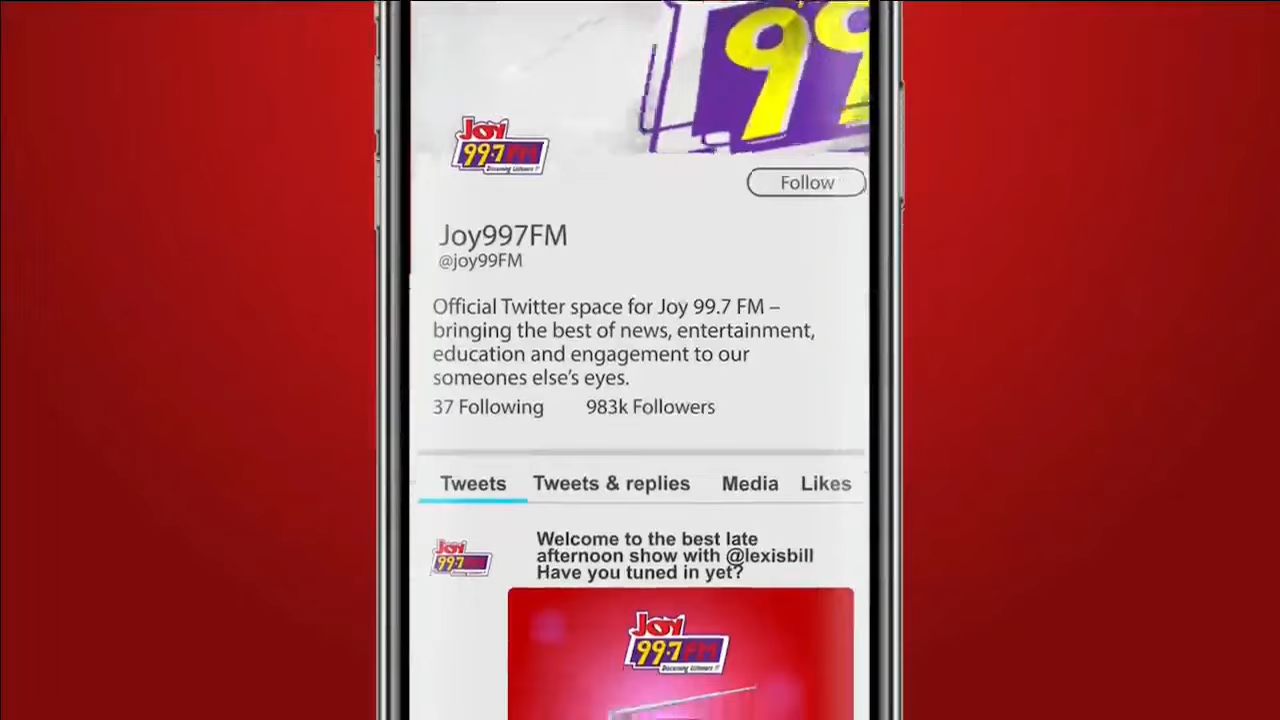 99
JOY
99.7 FM
Discerning Listeners !!
Follow
Joy997FM
@joy99FM
Official Twitter space for Joy 99.7 FM –
bringing the best of news, entertainment,
education and engagement to our
someones else's eyes.
37 Following 983k Followers
Tweets Tweets & replies Media Likes
Welcome to the best late
afternoon show with @lexisbill
Have you tuned in yet?
JOY
99.7 FM
JOY
99.7 FM
Discerning Listeners !!